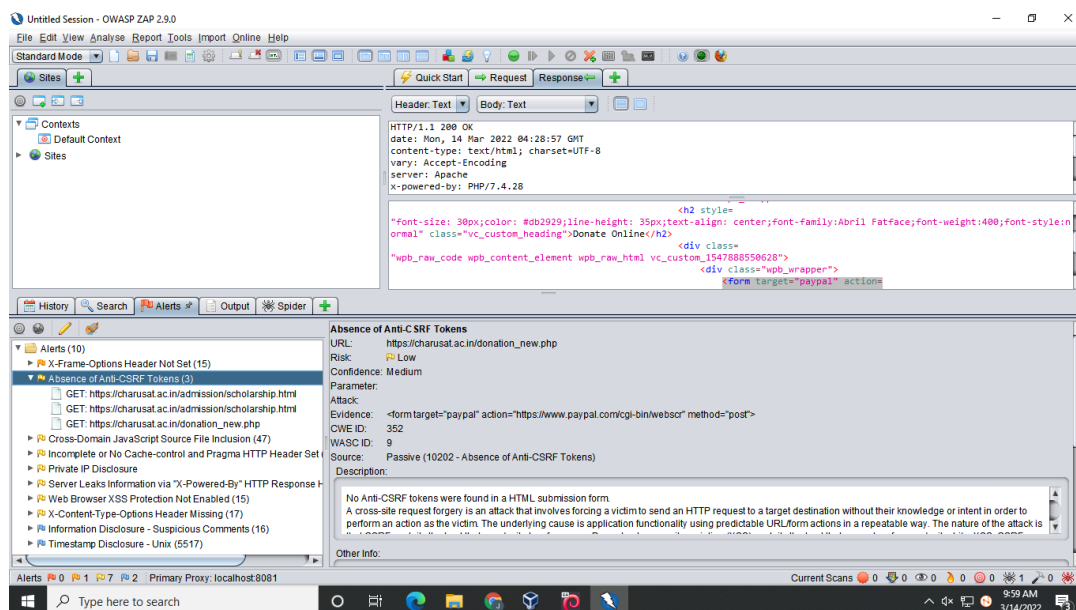 Untitled Session - OWASP ZAP 2.9.0
File Edit View Analyse Report Tools Import Online Help
Standard Mode
Sites
Quick Start Request Response
Header: Text Body: Text
Contexts
Default Context
Sites
HTTP/1.1 200 OK
date: Mon, 14 Mar 2022 04:28:57 GMT
content-type: text/html; charset=UTF-8
vary: Accept-Encoding
server: Apache
x-powered-by: PHP/7.4.28
<h2 style=
"font-size: 30px;color: #db2929;line-height: 35px;text-align: center;font-family:Abril Fatface;font-weight:400;font-style:n
ormal" class="vc_custom_heading">Donate Online</h2>
<div class=
"wpb_raw_code wpb_content_element wpb_raw_html vc_custom_1547888550628">
<div class="wpb_wrapper">
<form target="paypal" action=
History Search Alerts Output Spider
Alerts (10)
X-Frame-Options Header Not Set (15)
Absence of Anti-CSRF Tokens (3)
GET: https://charusat.ac.in/admission/scholarship.html
GET: https://charusat.ac.in/admission/scholarship.html
GET: https://charusat.ac.in/donation_new.php
Cross-Domain JavaScript Source File Inclusion (47)
Incomplete or No Cache-control and Pragma HTTP Header Set (
Private IP Disclosure
Server Leaks Information via "X-Powered-By" HTTP Response H
Web Browser XSS Protection Not Enabled (15)
X-Content-Type-Options Header Missing (17)
Information Disclosure - Suspicious Comments (16)
Timestamp Disclosure - Unix (5517)
Absence of Anti-CSRF Tokens
URL: https://charusat.ac.in/donation_new.php
Risk: Low
Confidence: Medium
Parameter:
Attack:
Evidence: <form target="paypal" action="https://www.paypal.com/cgi-bin/webscr" method="post">
CWE ID: 352
WASC ID: 9
Source: Passive (10202 - Absence of Anti-CSRF Tokens)
Description:
No Anti-CSRF tokens were found in a HTML submission form.
A cross-site request forgery is an attack that involves forcing a victim to send an HTTP request to a target destination without their knowledge or intent in order to
perform an action as the victim. The underlying cause is application functionality using predictable URL/form actions in a repeatable way. The nature of the attack is
Other Info:
Alerts 0 1 7 2 Primary Proxy: localhost:8081
Current Scans 0 0 0 0 0 1 0
Type here to search
9:59 AM
3/14/2022